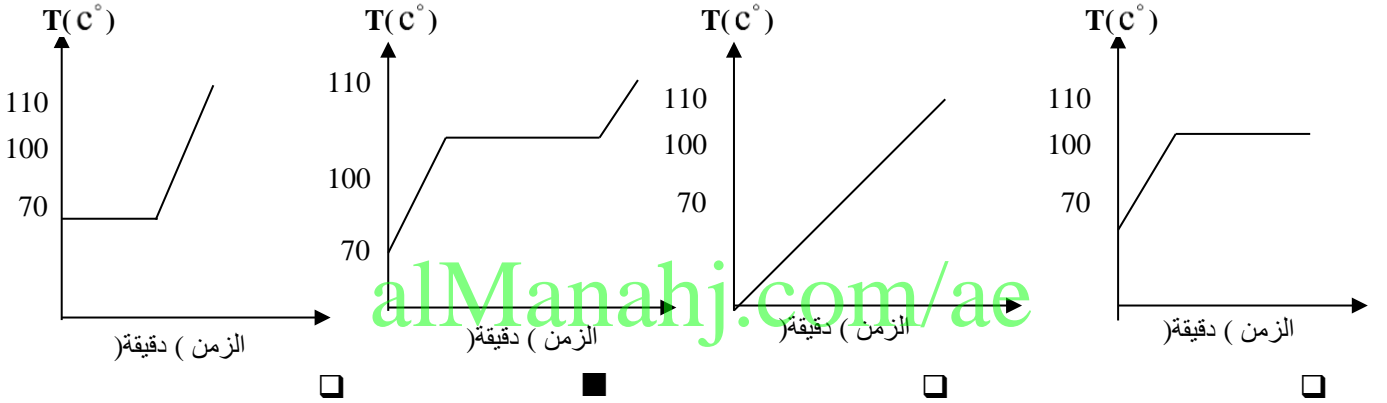 T(C°) T(C°) T(C°) T(C°)
110 110 110 110
100 100 100 100
70 70 70 70
alManahj.com/ae
الزمن ( دقيقة) الزمن ( دقيقة) الزمن ( دقيقة) الزمن ( دقيقة)